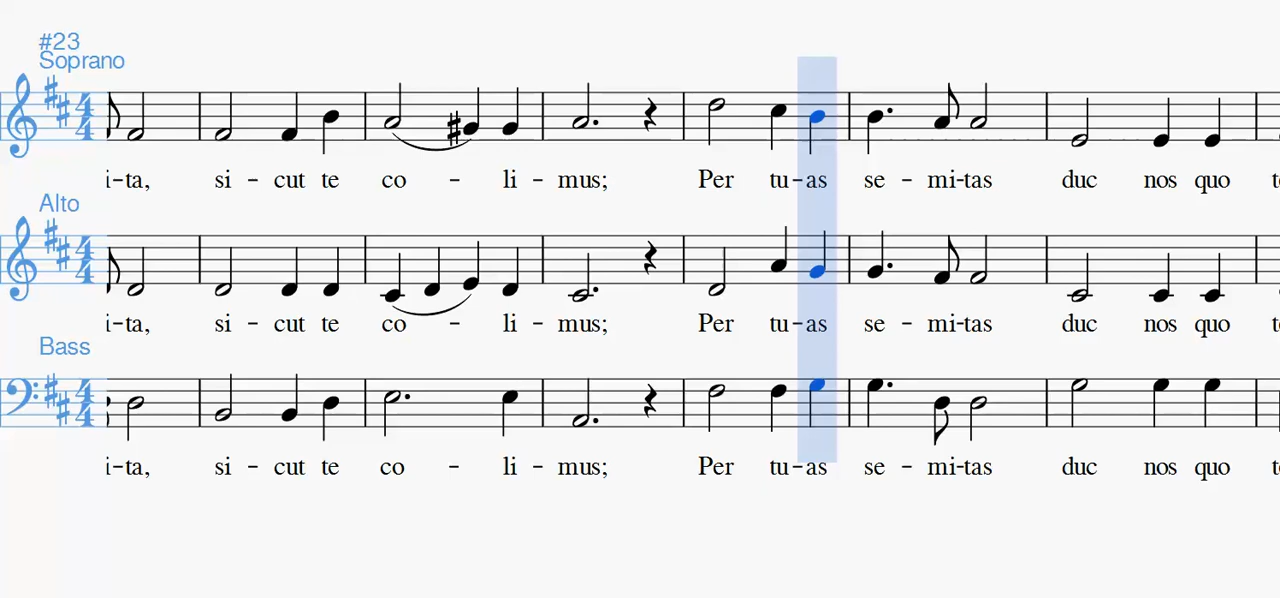 #23
Soprano
i-ta, si - cut te co - li - mus; Per tu-as se - mi-tas duc nos quo
Alto
i-ta, si - cut te co - li - mus; Per tu-as se - mi-tas duc nos quo
Bass
i-ta, si - cut te co - li - mus; Per tu-as se - mi-tas duc nos quo